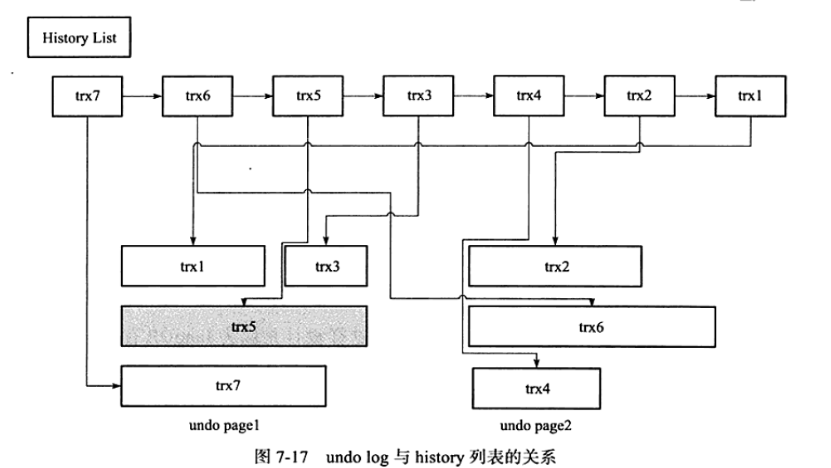 History List
trx7 trx6 trx5 trx3 trx4 trx2 trx1
trx1 trx3 trx2
trx5 trx6
trx7 trx4
undo page1 undo page2
图 7-17 undo log 与 history 列表的关系